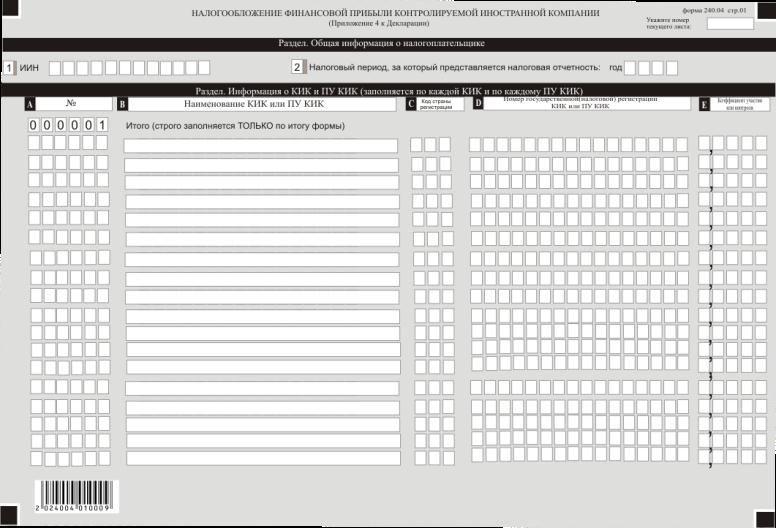 НАЛОГООБЛОЖЕНИЕ ФИНАНСОВОЙ ПРИБЫЛИ КОНТРОЛИРУЕМОЙ ИНОСТРАННОЙ КОМПАНИИ
(Приложение 4 к Декларации)
форма 240.04 стр.01
Укажите номер
текущего листа:
Раздел. Общая информация о налогоплательщике
1 ИИН
2 Налоговый период, за который представляется налоговая отчетность: год
Раздел. Информация о КИК и ПУ КИК (заполняется по каждой КИК и по каждому ПУ КИК)
A №
B Наименование КИК или ПУ КИК
C Код страны
регистрации
D Номер государственной(налоговой) регистрации
КИК или ПУ КИК
E Коэффициент участия
или контроля
000001 Итого (строго заполняется ТОЛЬКО по итогу формы)
2 024004 010009